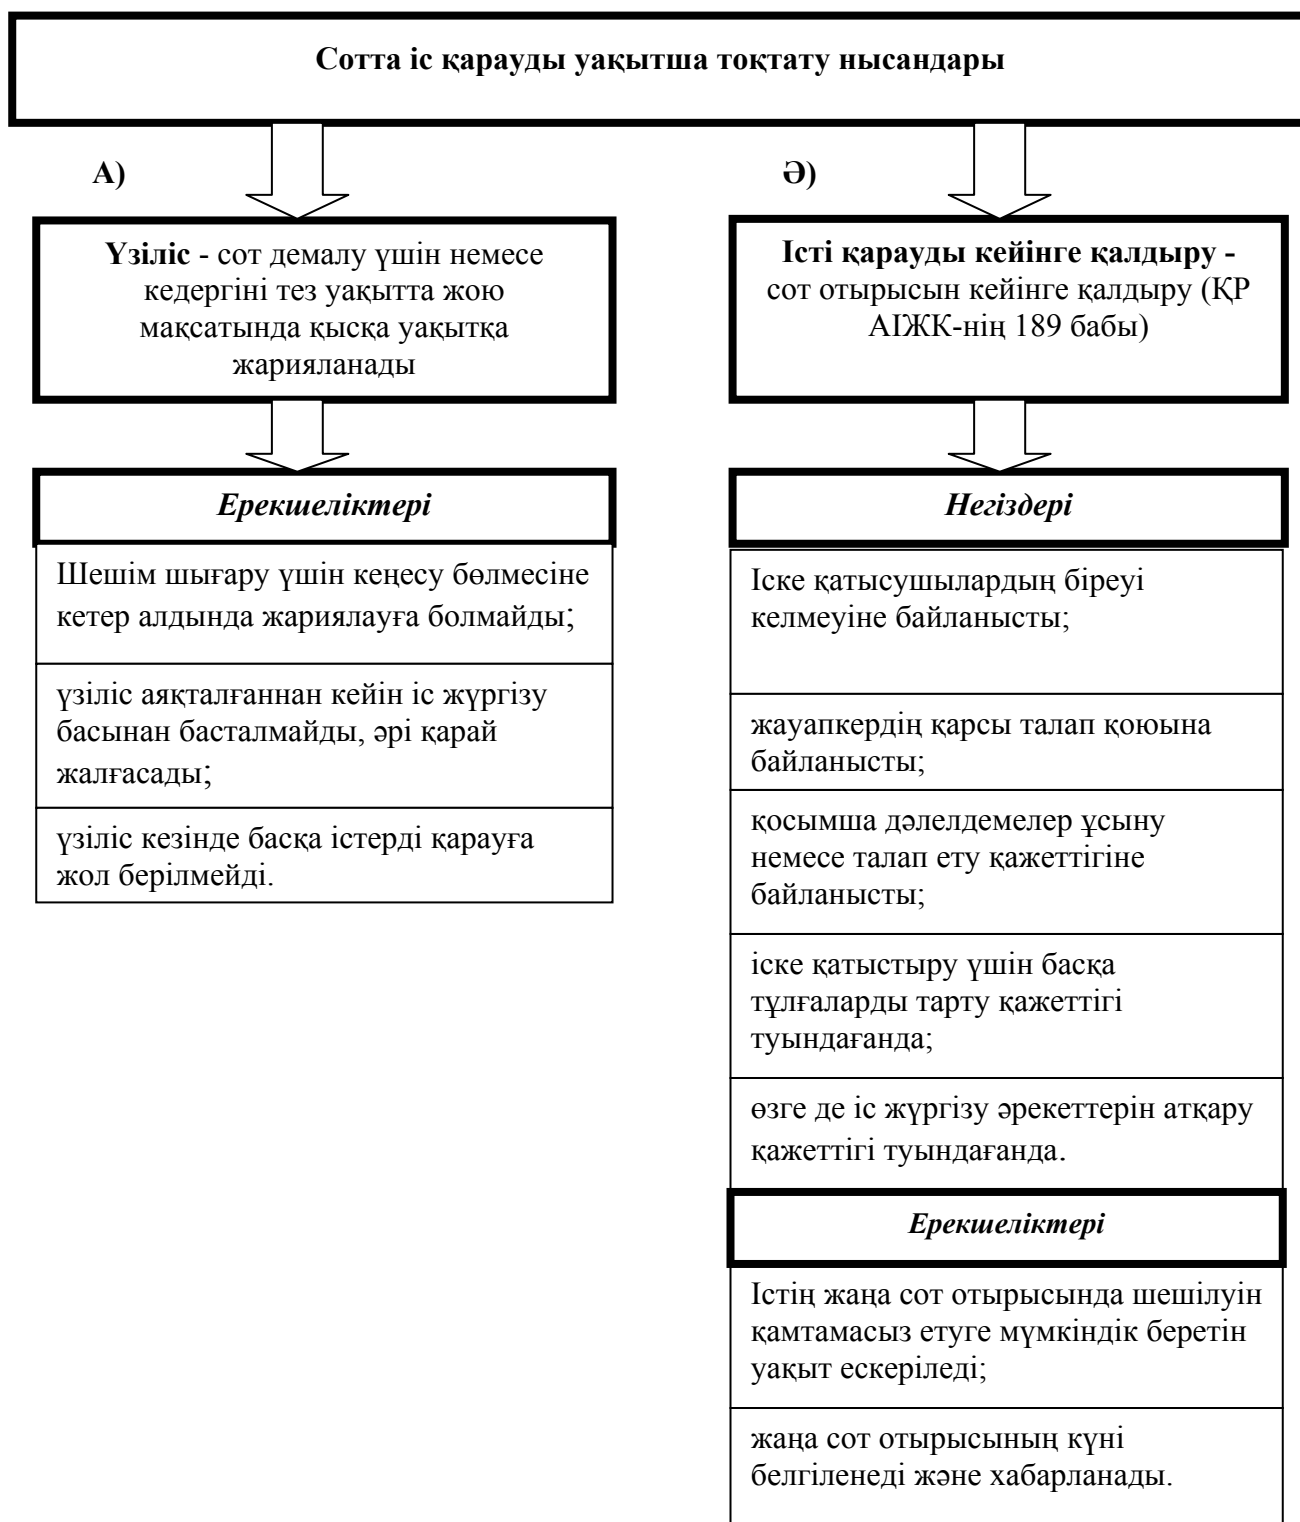 Сотта іс қарауды уақытша тоқтату нысандары
А)
Үзіліс - сот демалу үшін немесе
кедергіні тез уақытта жою
мақсатында қысқа уақытқа
жарияланады
Ерекшеліктері
Шешім шығару үшін кеңесу бөлмесіне
кетер алдында жариялауға болмайды;
үзіліс аяқталғаннан кейін іс жүргізу
басынан басталмайды, әрі қарай
жалғасады;
үзіліс кезінде басқа істерді қарауға
жол берілмейді.
Ә)
Істі қарауды кейінге қалдыру -
сот отырысын кейінге қалдыру (ҚР
АІЖК-нің 189 бабы)
Негіздері
Іске қатысушылардың біреуі
келмеуіне байланысты;
жауапкердің қарсы талап қоюына
байланысты;
қосымша дәлелдемелер ұсыну
немесе талап ету қажеттігіне
байланысты;
іске қатыстыру үшін басқа
тұлғаларды тарту қажеттігі
туындағанда;
өзге де іс жүргізу әрекеттерін атқару
қажеттігі туындағанда.
Ерекшеліктері
Істің жаңа сот отырысында шешілуін
қамтамасыз етуге мүмкіндік беретін
уақыт ескеріледі;
жаңа сот отырысының күні
белгіленеді және хабарланады.